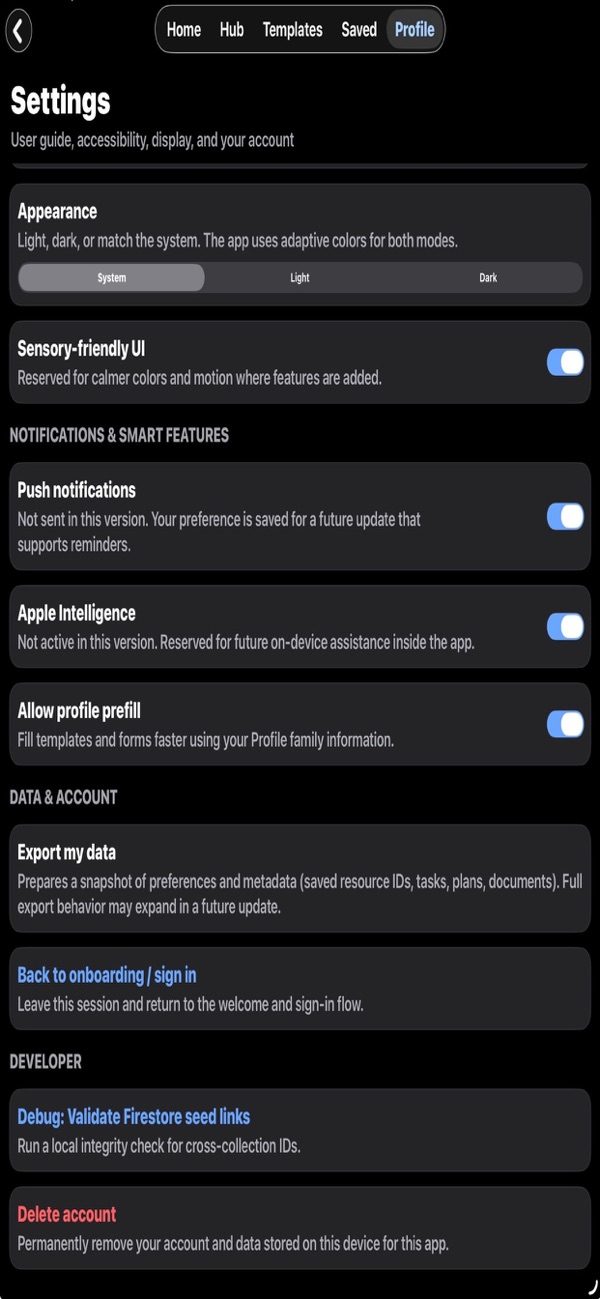 Home Hub Templates Saved Profile
Settings
User guide, accessibility, display, and your account
Appearance
Light, dark, or match the system. The app uses adaptive colors for both modes.
System Light Dark
Sensory-friendly UI
Reserved for calmer colors and motion where features are added.
NOTIFICATIONS & SMART FEATURES
Push notifications
Not sent in this version. Your preference is saved for a future update that
supports reminders.
Apple Intelligence
Not active in this version. Reserved for future on-device assistance inside the app.
Allow profile prefill
Fill templates and forms faster using your Profile family information.
DATA & ACCOUNT
Export my data
Prepares a snapshot of preferences and metadata (saved resource IDs, tasks, plans, documents). Full
export behavior may expand in a future update.
Back to onboarding / sign in
Leave this session and return to the welcome and sign-in flow.
DEVELOPER
Debug: Validate Firestore seed links
Run a local integrity check for cross-collection IDs.
Delete account
Permanently remove your account and data stored on this device for this app.